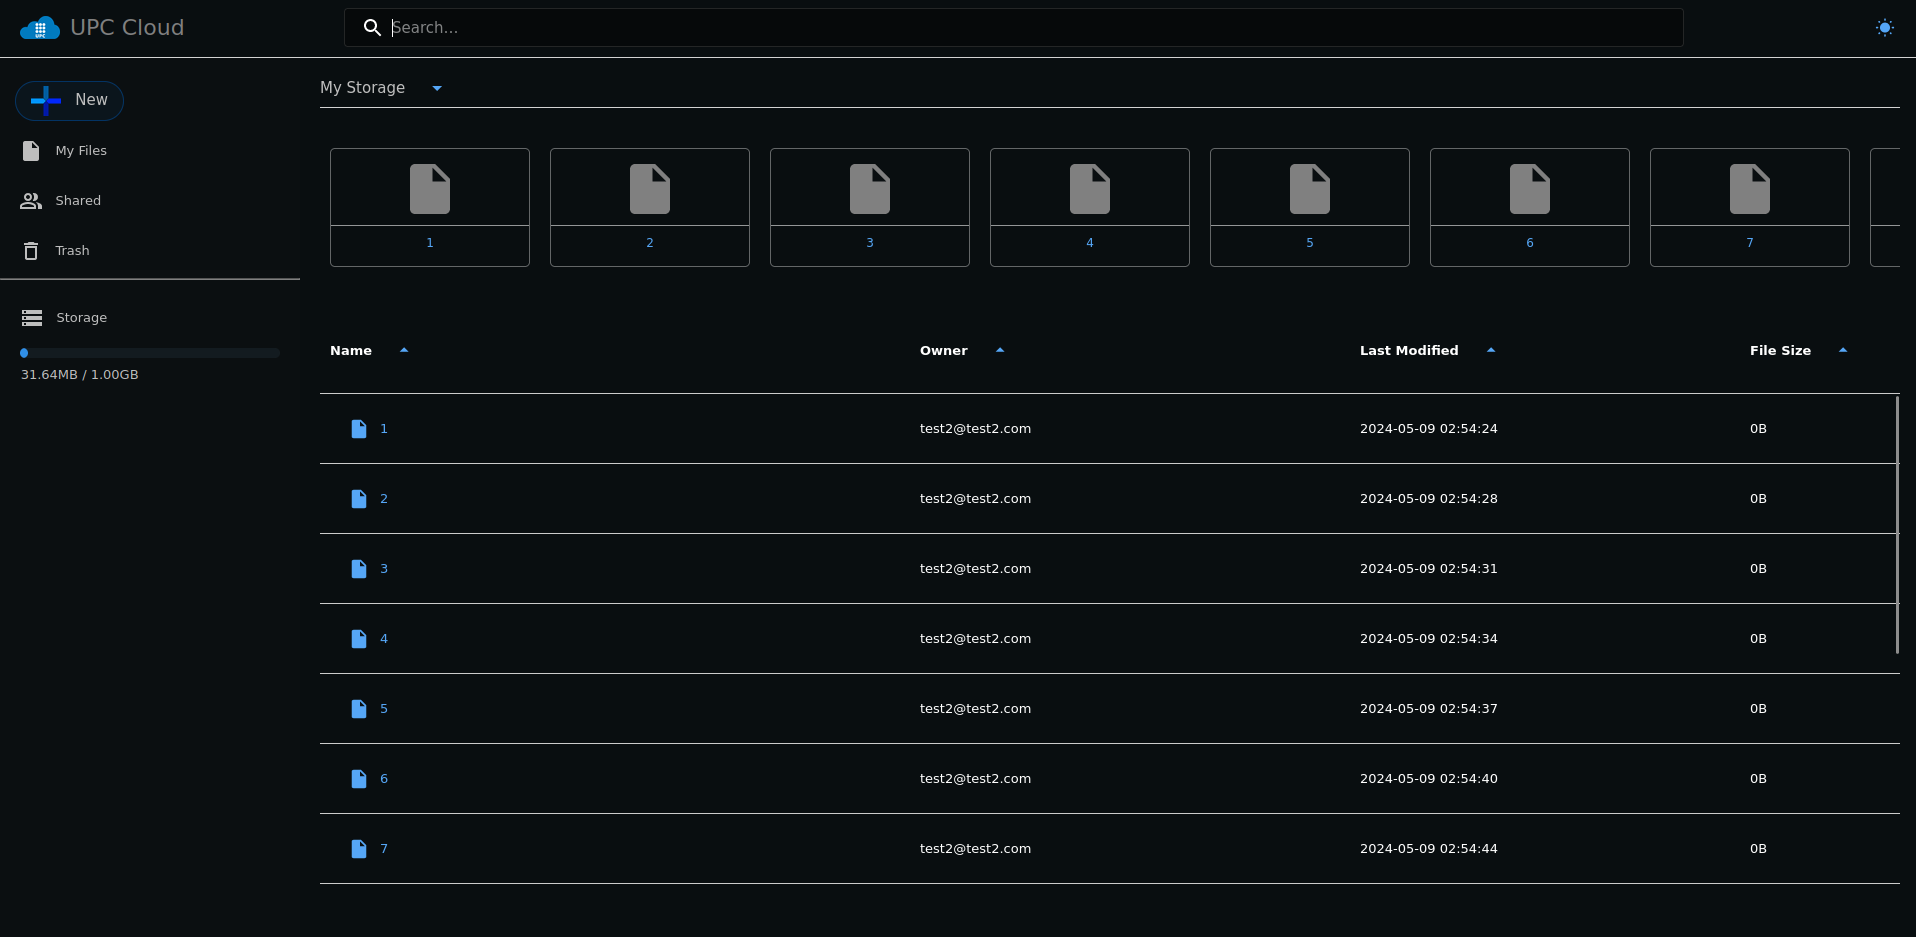 UPC Cloud
Search...
New
My Files
Shared
Trash
Storage
31.64MB / 1.00GB
My Storage
1 2 3 4 5 6 7
Name Owner Last Modified File Size
1 test2@test2.com 2024-05-09 02:54:24 0B
2 test2@test2.com 2024-05-09 02:54:28 0B
3 test2@test2.com 2024-05-09 02:54:31 0B
4 test2@test2.com 2024-05-09 02:54:34 0B
5 test2@test2.com 2024-05-09 02:54:37 0B
6 test2@test2.com 2024-05-09 02:54:40 0B
7 test2@test2.com 2024-05-09 02:54:44 0B